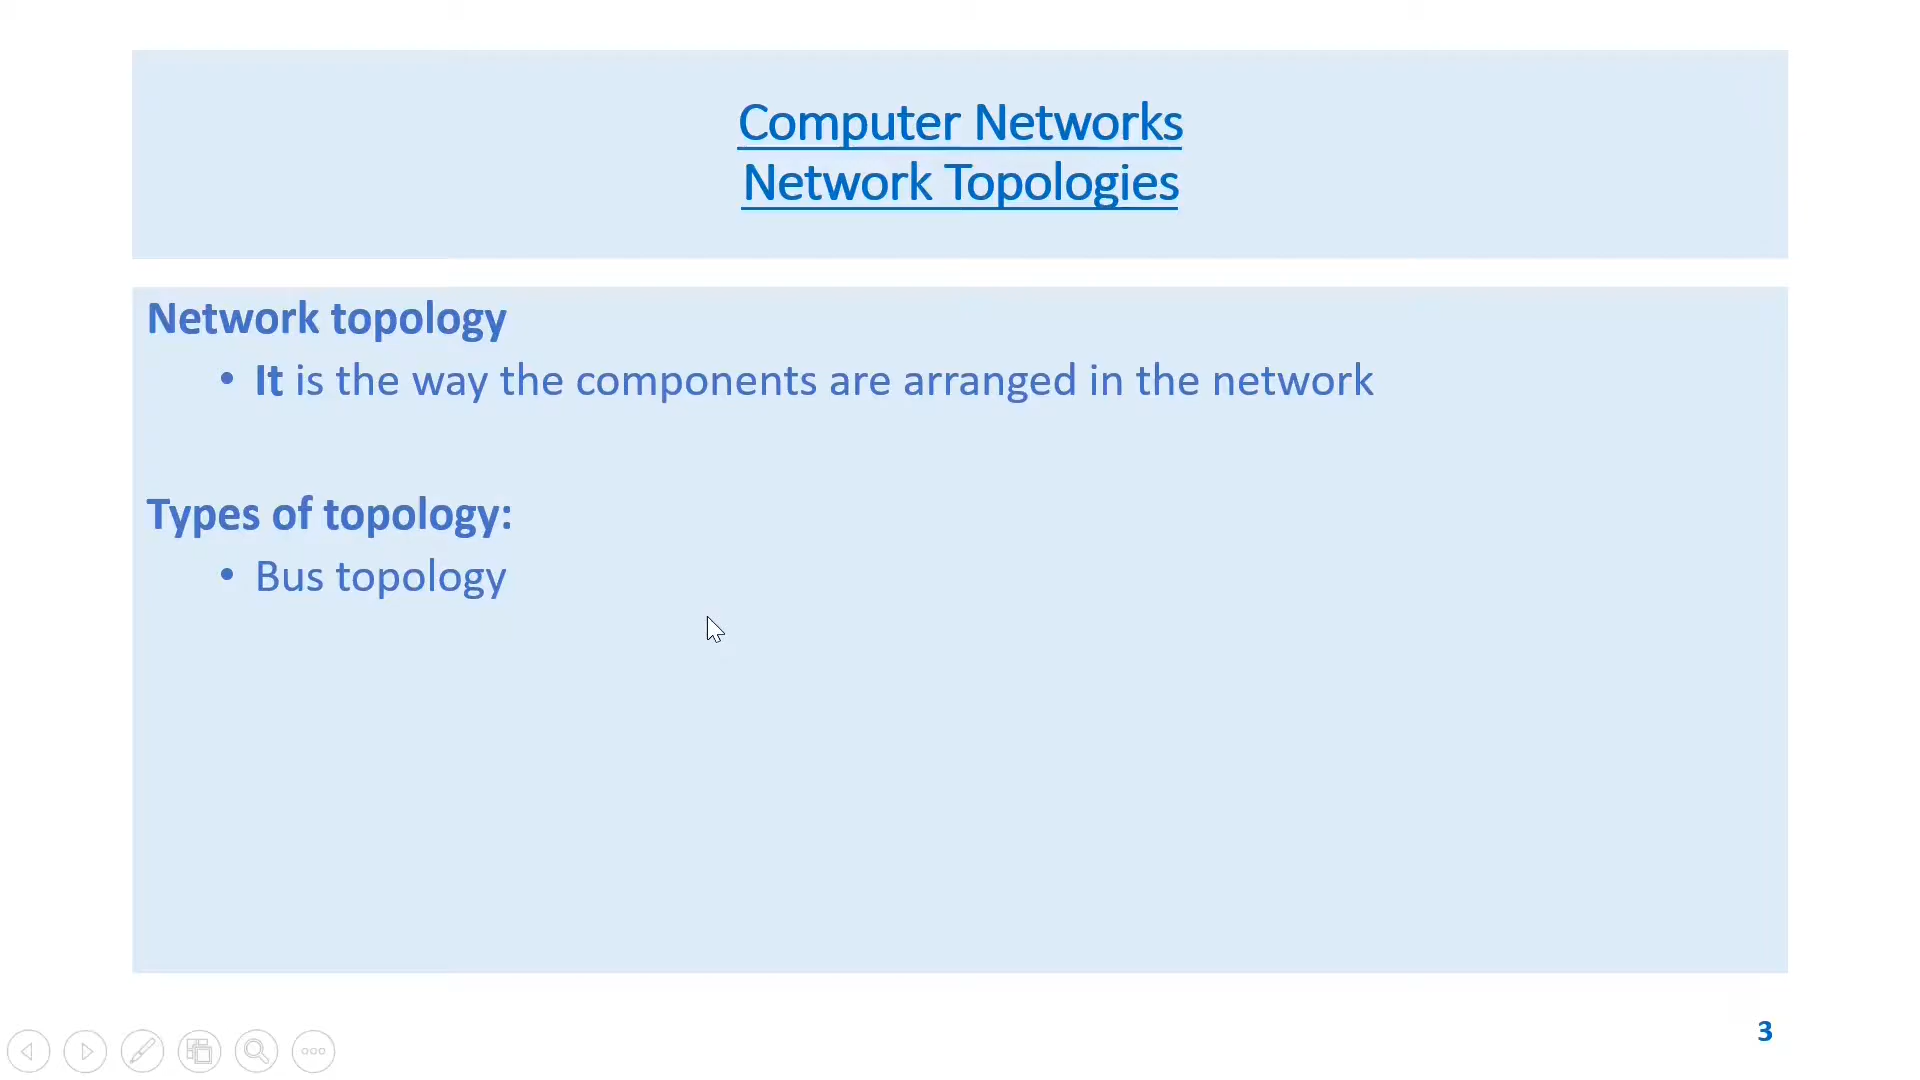 Computer Networks
Network Topologies
Network topology
• It is the way the components are arranged in the network
Types of topology:
• Bus topology
3